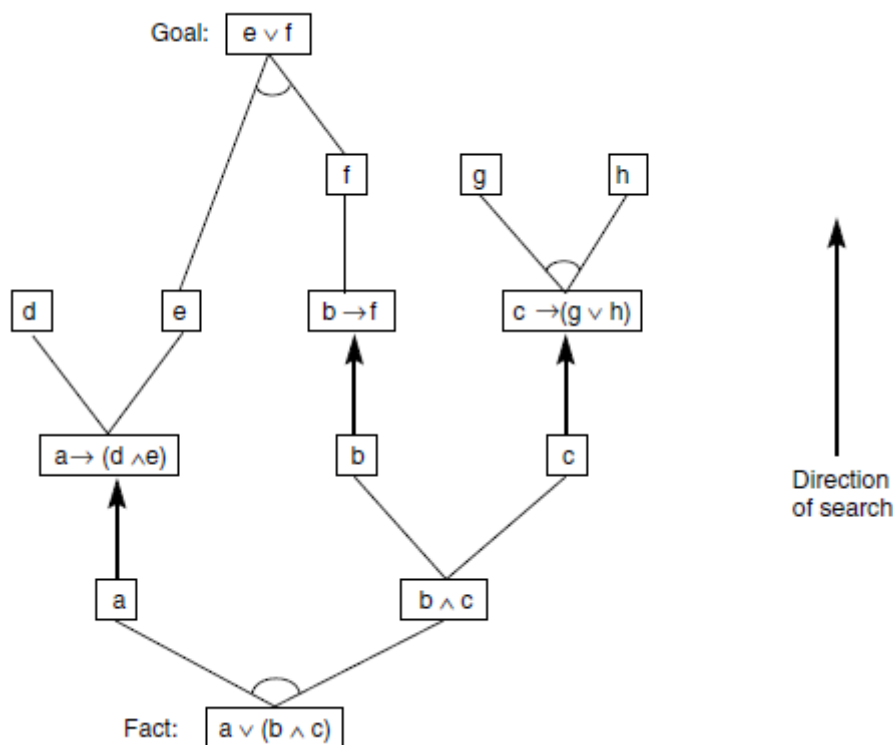 Goal: e ∨ f
f
g
h
d
e
b → f
c → (g ∨ h)
a → (d ∧ e)
b
c
Direction
of search
a
b ∧ c
Fact: a ∨ (b ∧ c)